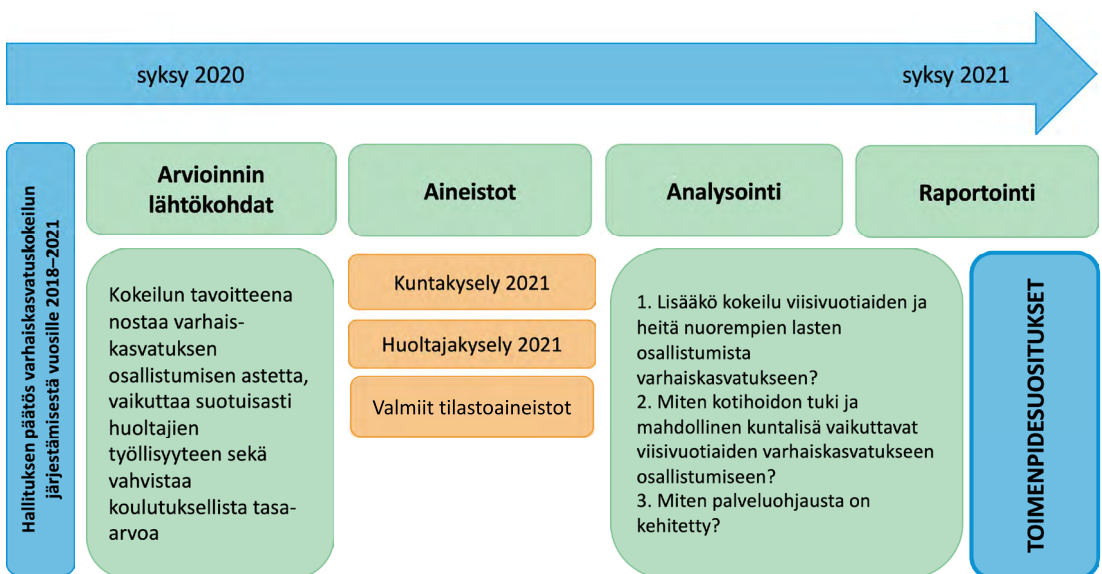 syksy 2020
syksy 2021
Hallituksen päätös varhaiskasvatuskokeilun
järjestämisestä vuosille 2018–2021
Arvioinnin
lähtökohdat
Aineistot
Analysointi
Raportointi
Kokeilun tavoitteena
nostaa varhais-
kasvatuksen
osallistumisen astetta,
vaikuttaa suotuisasti
huoltajien
työllisyyteen sekä
vahvistaa
koulutuksellista tasa-
arvoa
Kuntakysely 2021
Huoltajakysely 2021
Valmiit tilastoaineistot
1. Lisääkö kokeilu viisivuotiaiden ja
heitä nuorempien lasten
osallistumista
varhaiskasvatukseen?
2. Miten kotihoidon tuki ja
mahdollinen kuntalisä vaikuttavat
viisivuotiaiden varhaiskasvatukseen
osallistumiseen?
3. Miten palveluohjausta on
kehitetty?
TOIMENPIDESUOSITUKSET